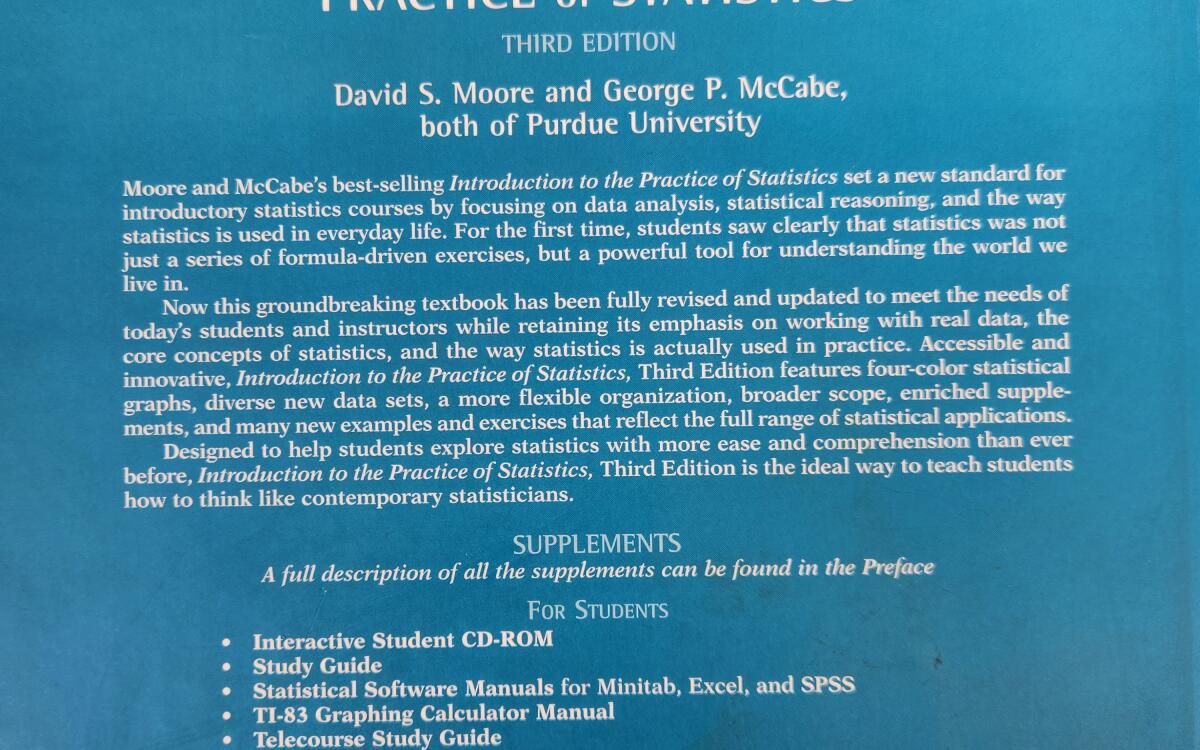 PRACTICE OF STATISTICS
THIRD EDITION
David S. Moore and George P. McCabe,
both of Purdue University
Moore and McCabe's best-selling Introduction to the Practice of Statistics set a new standard for
introductory statistics courses by focusing on data analysis, statistical reasoning, and the way
statistics is used in everyday life. For the first time, students saw clearly that statistics was not
just a series of formula-driven exercises, but a powerful tool for understanding the world we
live in.
Now this groundbreaking textbook has been fully revised and updated to meet the needs of
today's students and instructors while retaining its emphasis on working with real data, the
core concepts of statistics, and the way statistics is actually used in practice. Accessible and
innovative, Introduction to the Practice of Statistics, Third Edition features four-color statistical
graphs, diverse new data sets, a more flexible organization, broader scope, enriched supple-
ments, and many new examples and exercises that reflect the full range of statistical applications.
Designed to help students explore statistics with more ease and comprehension than ever
before, Introduction to the Practice of Statistics, Third Edition is the ideal way to teach students
how to think like contemporary statisticians.
SUPPLEMENTS
A full description of all the supplements can be found in the Preface
FOR STUDENTS
• Interactive Student CD-ROM
• Study Guide
• Statistical Software Manuals for Minitab, Excel, and SPSS
• TI-83 Graphing Calculator Manual
• Telecourse Study Guide